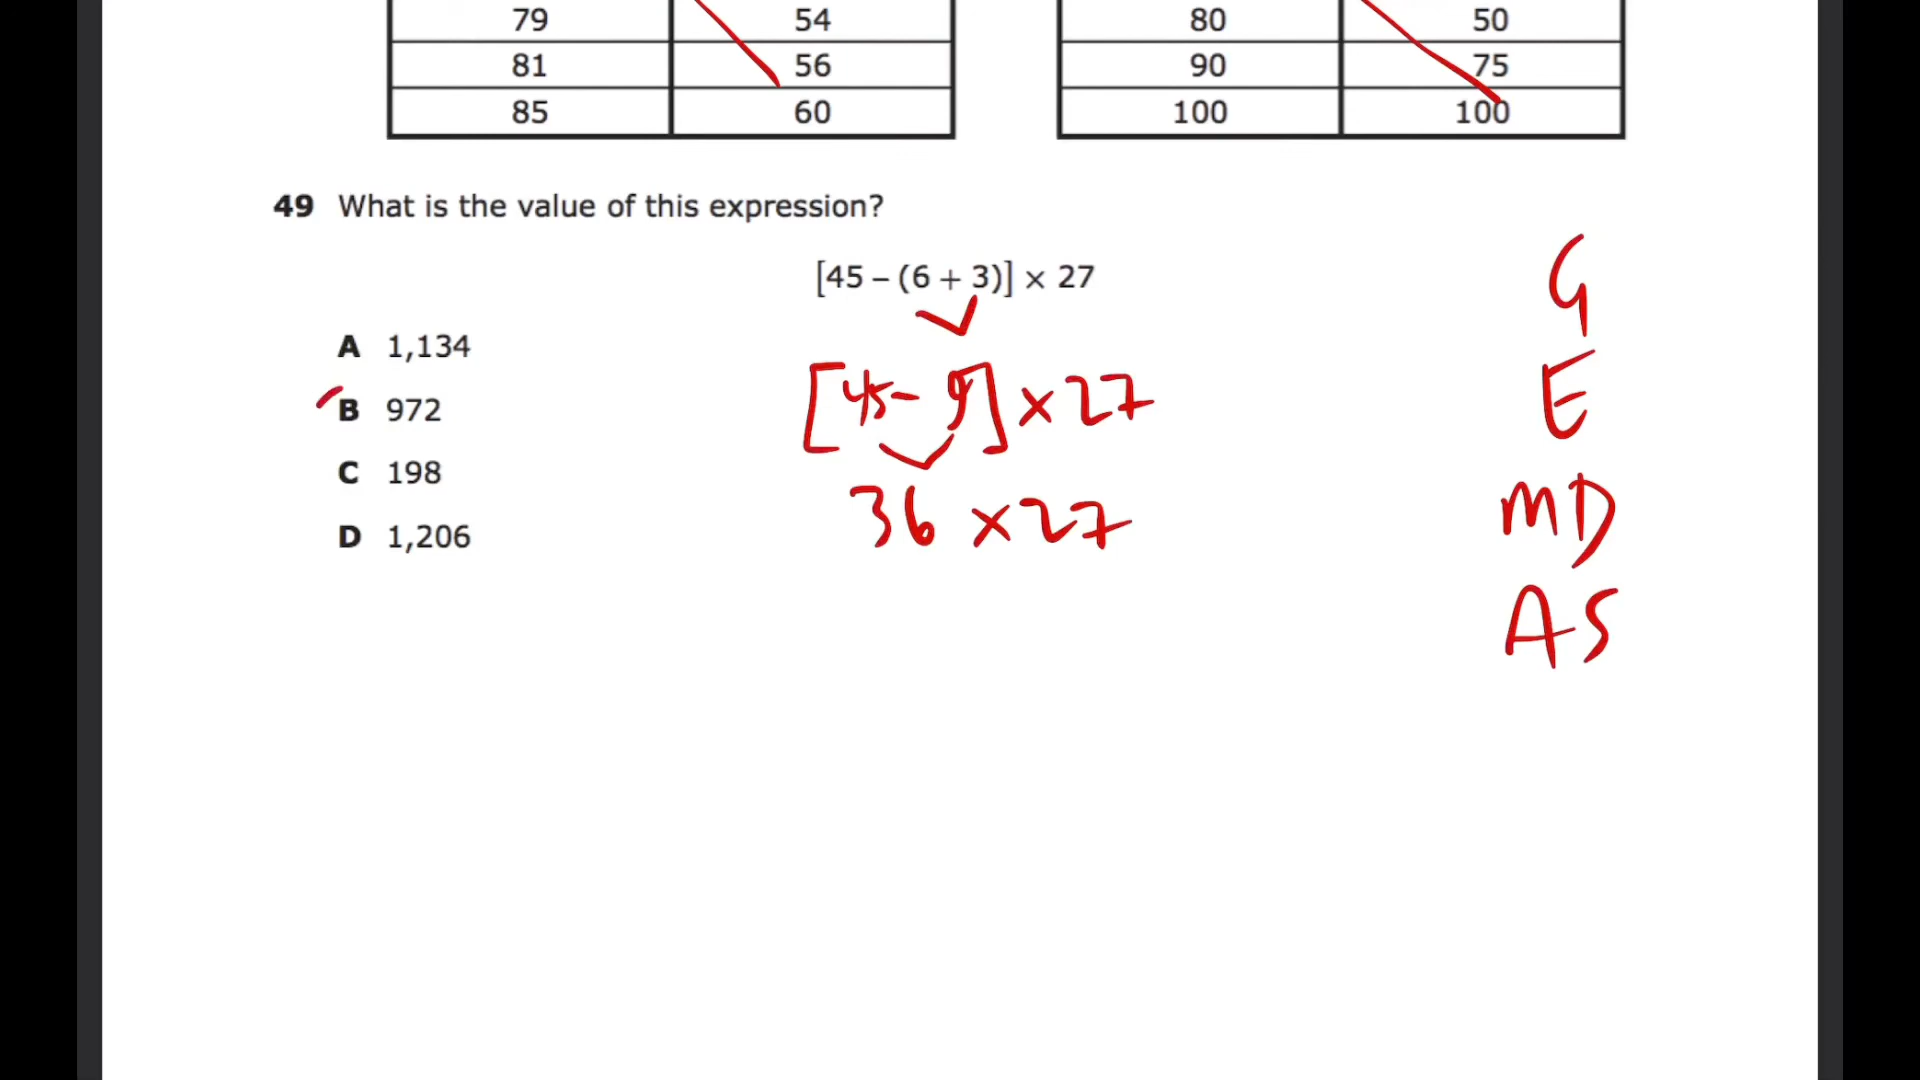 79 54 80 50
81 56 90 75
85 60 100 100
49 What is the value of this expression?
[45 – (6 + 3)] × 27
A 1,134
B 972
C 198
D 1,206
[45 - 9] × 27
36 × 27
G
E
MD
AS